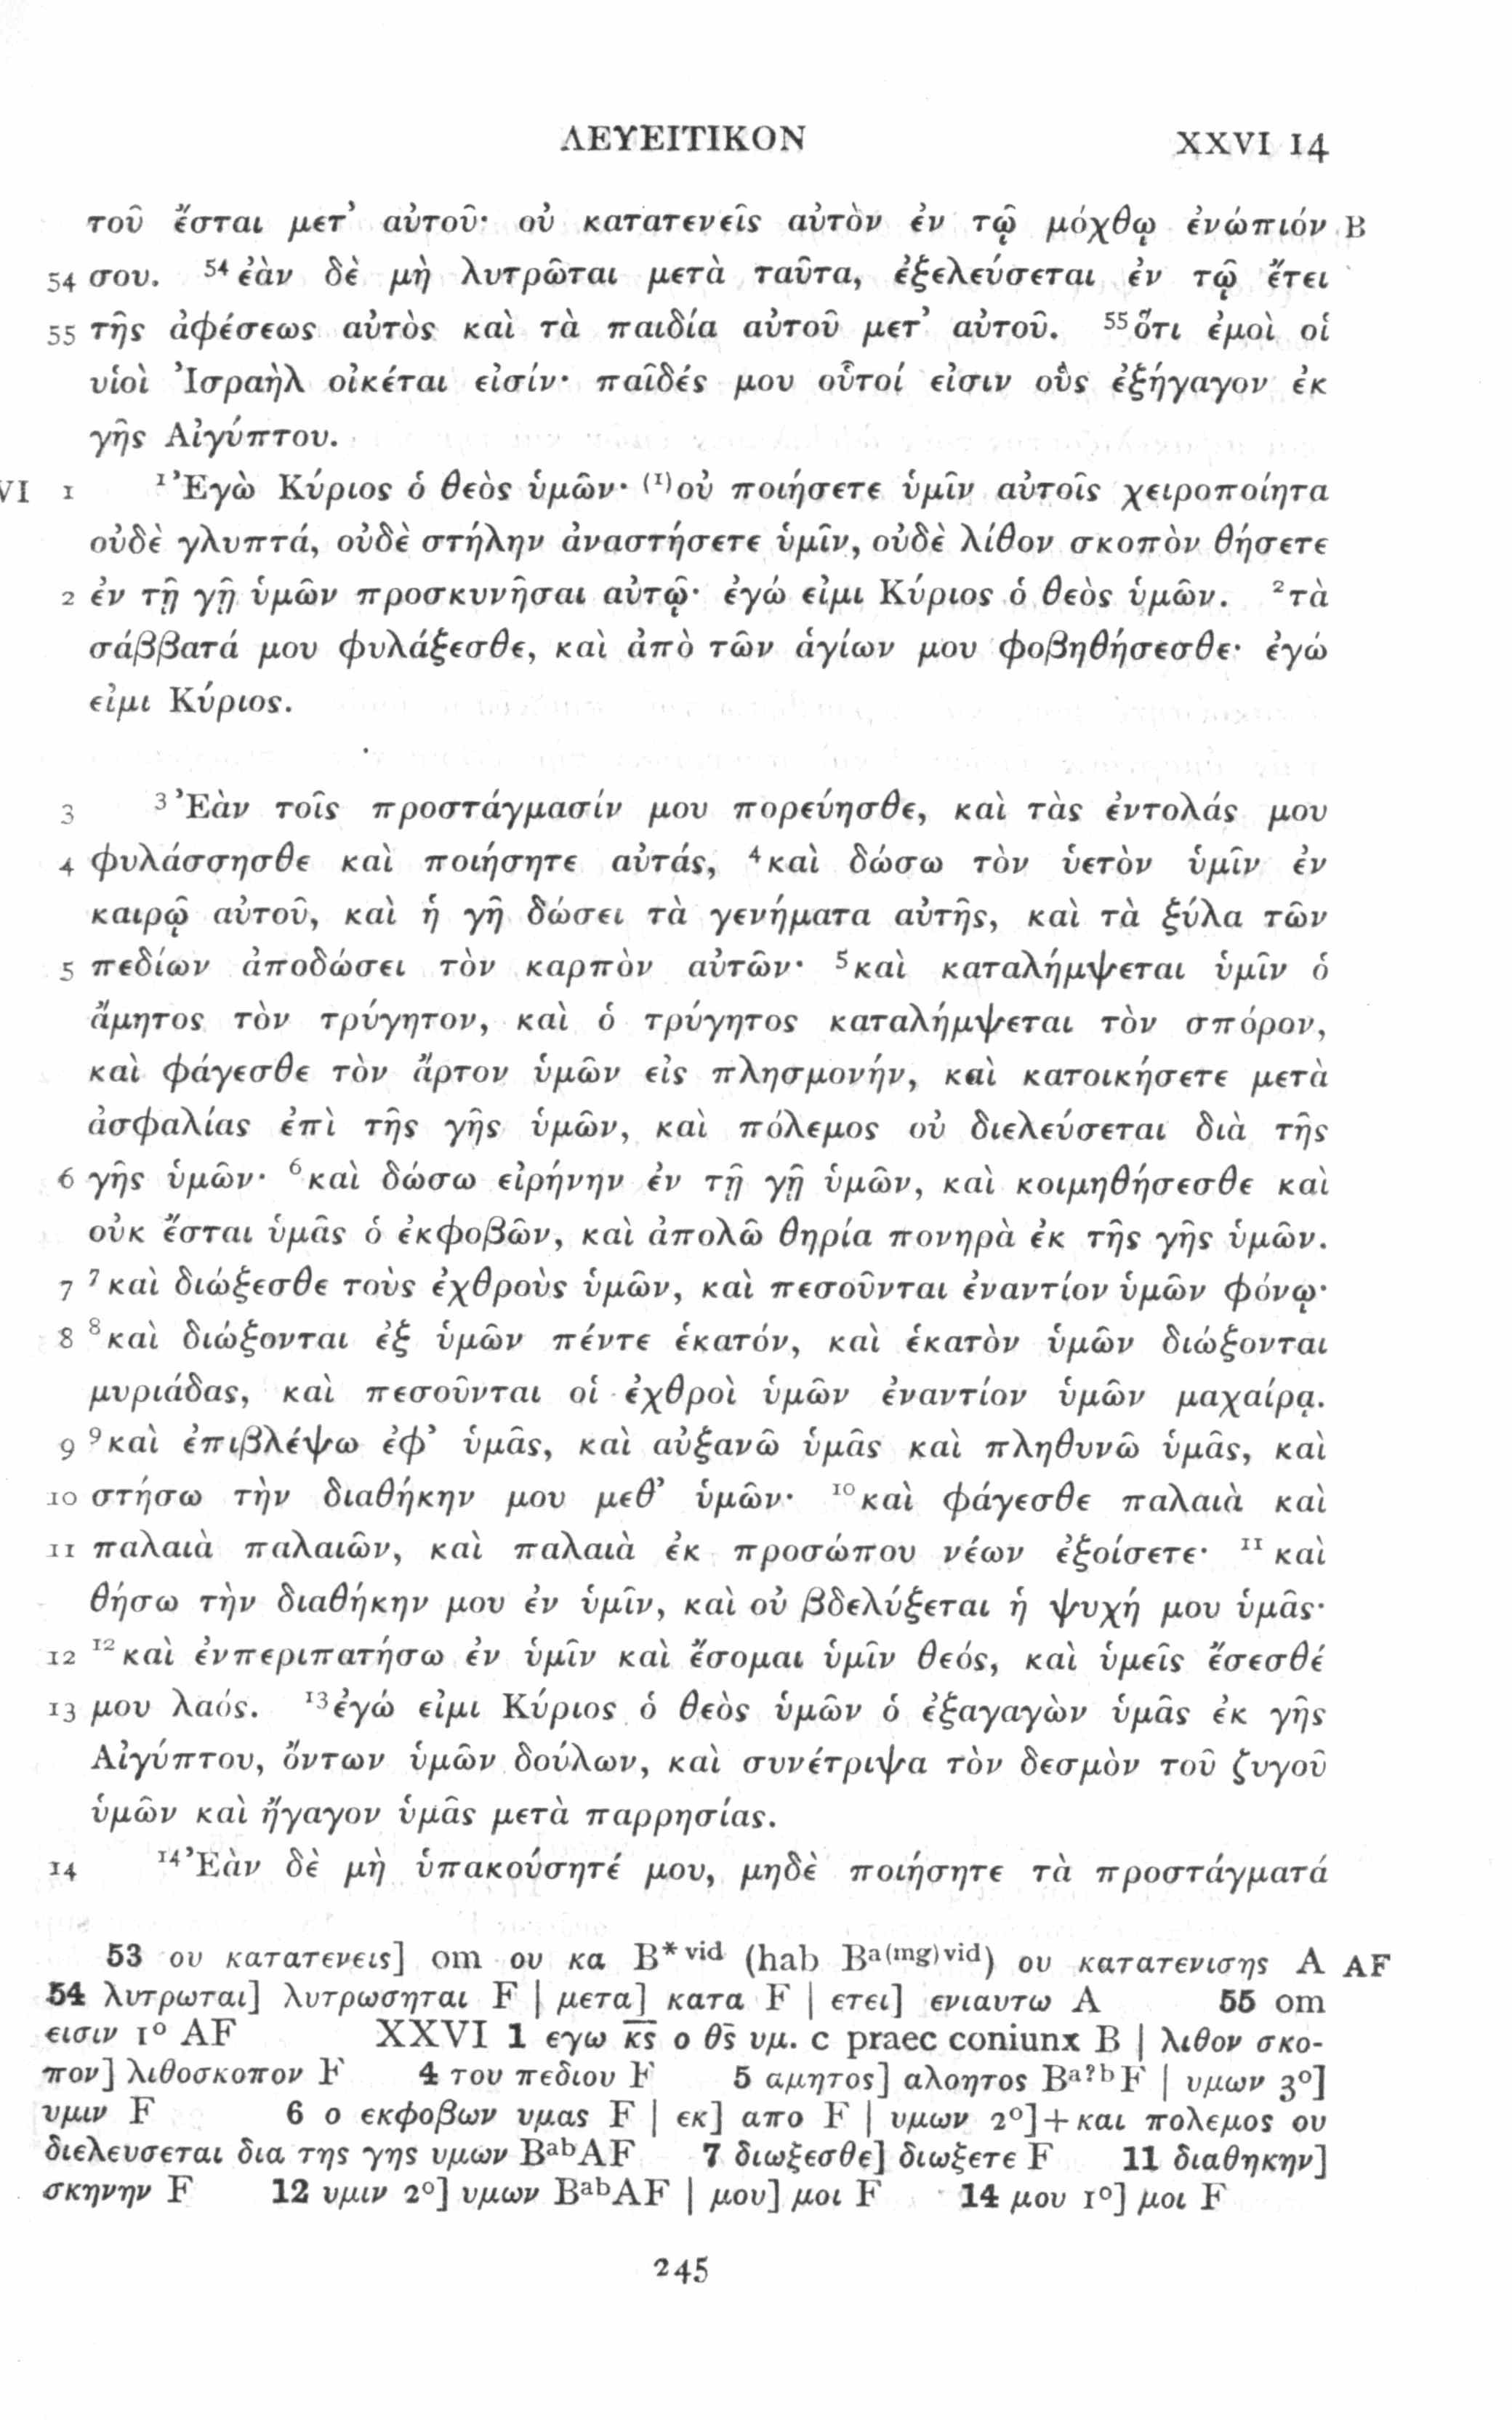 ΛΕΥΕΙΤΙΚΟΝ XXVI 14
τοῦ ἔσται μετ’ αὐτοῦ· οὐ κατατενεῖς αὐτὸν ἐν τῷ μόχθῳ ἐνώπιόν B
54 σου. ⁵⁴ἐὰν δὲ μὴ λυτρῶται μετὰ ταῦτα, ἐξελεύσεται ἐν τῷ ἔτει
55 τῆς ἀφέσεως αὐτὸς καὶ τὰ παιδία αὐτοῦ μετ’ αὐτοῦ. ⁵⁵ὅτι ἐμοὶ οἱ
υἱοὶ Ἰσραὴλ οἰκέται εἰσίν· παῖδές μου οὗτοί εἰσιν οὓς ἐξήγαγον ἐκ
γῆς Αἰγύπτου.
VI 1 ¹Ἐγὼ Κύριος ὁ θεὸς ὑμῶν· ⁽¹⁾οὐ ποιήσετε ὑμῖν αὐτοῖς χειροποίητα
οὐδὲ γλυπτά, οὐδὲ στήλην ἀναστήσετε ὑμῖν, οὐδὲ λίθον σκοπὸν θήσετε
2 ἐν τῇ γῇ ὑμῶν προσκυνῆσαι αὐτῷ· ἐγώ εἰμι Κύριος ὁ θεὸς ὑμῶν. ²τὰ
σάββατά μου φυλάξεσθε, καὶ ἀπὸ τῶν ἁγίων μου φοβηθήσεσθε· ἐγώ
εἰμι Κύριος.
3 ³Ἐὰν τοῖς προστάγμασίν μου πορεύησθε, καὶ τὰς ἐντολάς μου
4 φυλάσσησθε καὶ ποιήσητε αὐτάς, ⁴καὶ δώσω τὸν ὑετὸν ὑμῖν ἐν
καιρῷ αὐτοῦ, καὶ ἡ γῆ δώσει τὰ γενήματα αὐτῆς, καὶ τὰ ξύλα τῶν
5 πεδίων ἀποδώσει τὸν καρπὸν αὐτῶν· ⁵καὶ καταλήμψεται ὑμῖν ὁ
ἄμητος τὸν τρύγητον, καὶ ὁ τρύγητος καταλήμψεται τὸν σπόρον,
καὶ φάγεσθε τὸν ἄρτον ὑμῶν εἰς πλησμονήν, καὶ κατοικήσετε μετὰ
ἀσφαλίας ἐπὶ τῆς γῆς ὑμῶν, καὶ πόλεμος οὐ διελεύσεται διὰ τῆς
6 γῆς ὑμῶν· ⁶καὶ δώσω εἰρήνην ἐν τῇ γῇ ὑμῶν, καὶ κοιμηθήσεσθε καὶ
οὐκ ἔσται ὑμᾶς ὁ ἐκφοβῶν, καὶ ἀπολῶ θηρία πονηρὰ ἐκ τῆς γῆς ὑμῶν.
7 ⁷καὶ διώξεσθε τοὺς ἐχθροὺς ὑμῶν, καὶ πεσοῦνται ἐναντίον ὑμῶν φόνῳ·
8 ⁸καὶ διώξονται ἐξ ὑμῶν πέντε ἑκατόν, καὶ ἑκατὸν ὑμῶν διώξονται
μυριάδας, καὶ πεσοῦνται οἱ ἐχθροὶ ὑμῶν ἐναντίον ὑμῶν μαχαίρᾳ.
9 ⁹καὶ ἐπιβλέψω ἐφ’ ὑμᾶς, καὶ αὐξανῶ ὑμᾶς καὶ πληθυνῶ ὑμᾶς, καὶ
10 στήσω τὴν διαθήκην μου μεθ’ ὑμῶν· ¹⁰καὶ φάγεσθε παλαιὰ καὶ
11 παλαιὰ παλαιῶν, καὶ παλαιὰ ἐκ προσώπου νέων ἐξοίσετε· ¹¹καὶ
θήσω τὴν διαθήκην μου ἐν ὑμῖν, καὶ οὐ βδελύξεται ἡ ψυχή μου ὑμᾶς·
12 ¹²καὶ ἐνπεριπατήσω ἐν ὑμῖν καὶ ἔσομαι ὑμῖν θεός, καὶ ὑμεῖς ἔσεσθέ
13 μου λαός. ¹³ἐγώ εἰμι Κύριος ὁ θεὸς ὑμῶν ὁ ἐξαγαγὼν ὑμᾶς ἐκ γῆς
Αἰγύπτου, ὄντων ὑμῶν δούλων, καὶ συνέτριψα τὸν δεσμὸν τοῦ ζυγοῦ
ὑμῶν καὶ ἤγαγον ὑμᾶς μετὰ παρρησίας.
14 ¹⁴Ἐὰν δὲ μὴ ὑπακούσητέ μου, μηδὲ ποιήσητε τὰ προστάγματά
53 ου κατατενεις] om ου κα B* ᵛⁱᵈ (hab Bᵃ⁽ᵐᵍ⁾ᵛⁱᵈ) ου κατατενισης A AF
54 λυτρωται] λυτρωσηται F | μετα] κατα F | ετει] ενιαυτω A 55 om
εισιν 1° AF XXVI 1 εγω κ̅ς̅ ο θ̅ς̅ υμ. c praec coniunx B | λιθον σκο-
πον] λιθοσκοπον F 4 του πεδιου F 5 αμητος] αλοητος Bᵃ?ᵇF | υμων 3°]
υμιν F 6 ο εκφοβων υμας F | εκ] απο F | υμων 2°]+και πολεμος ου
διελευσεται δια της γης υμων BᵃᵇAF 7 διωξεσθε] διωξετε F 11 διαθηκην]
σκηνην F 12 υμιν 2°] υμων BᵃᵇAF | μου] μοι F 14 μου 1°] μοι F
245